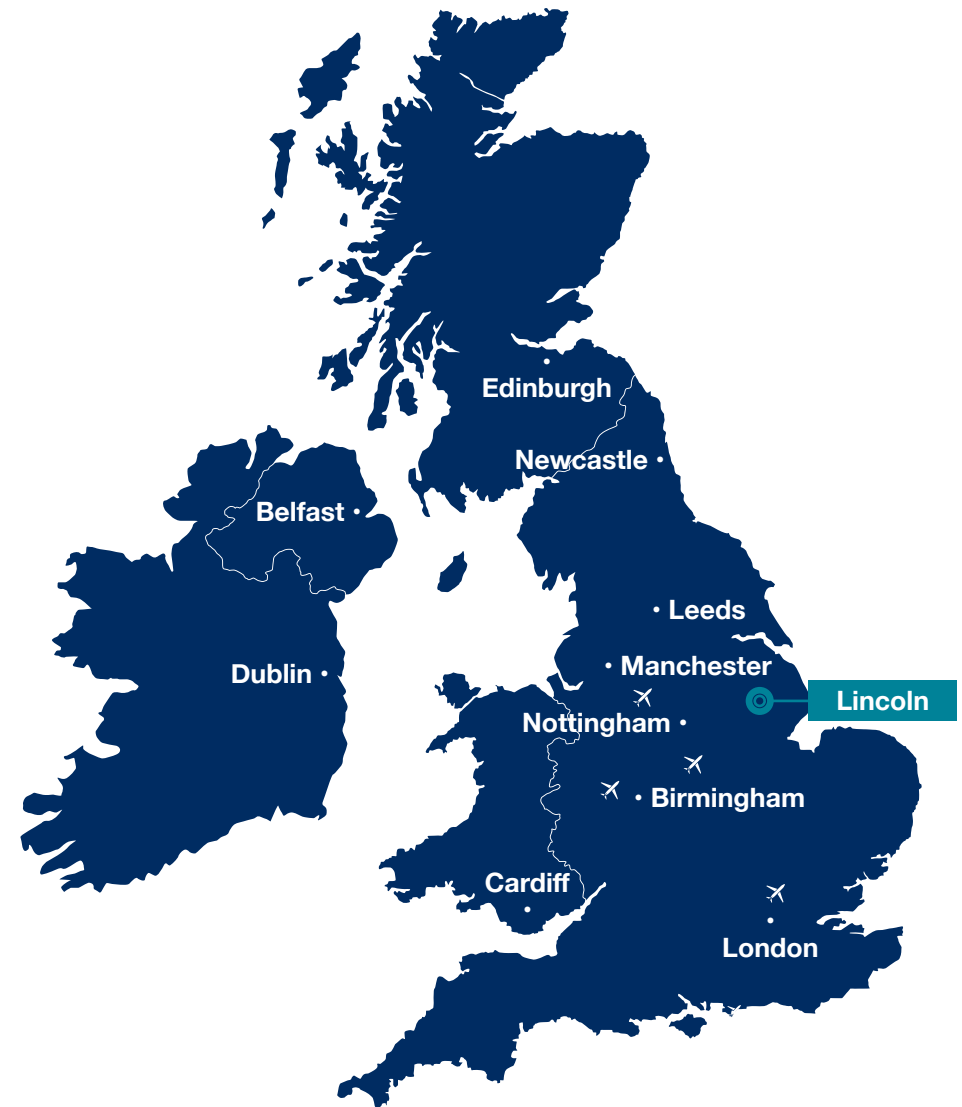 Edinburgh
Newcastle
Belfast
Leeds
Manchester
Dublin
Lincoln
Nottingham
Birmingham
Cardiff
London